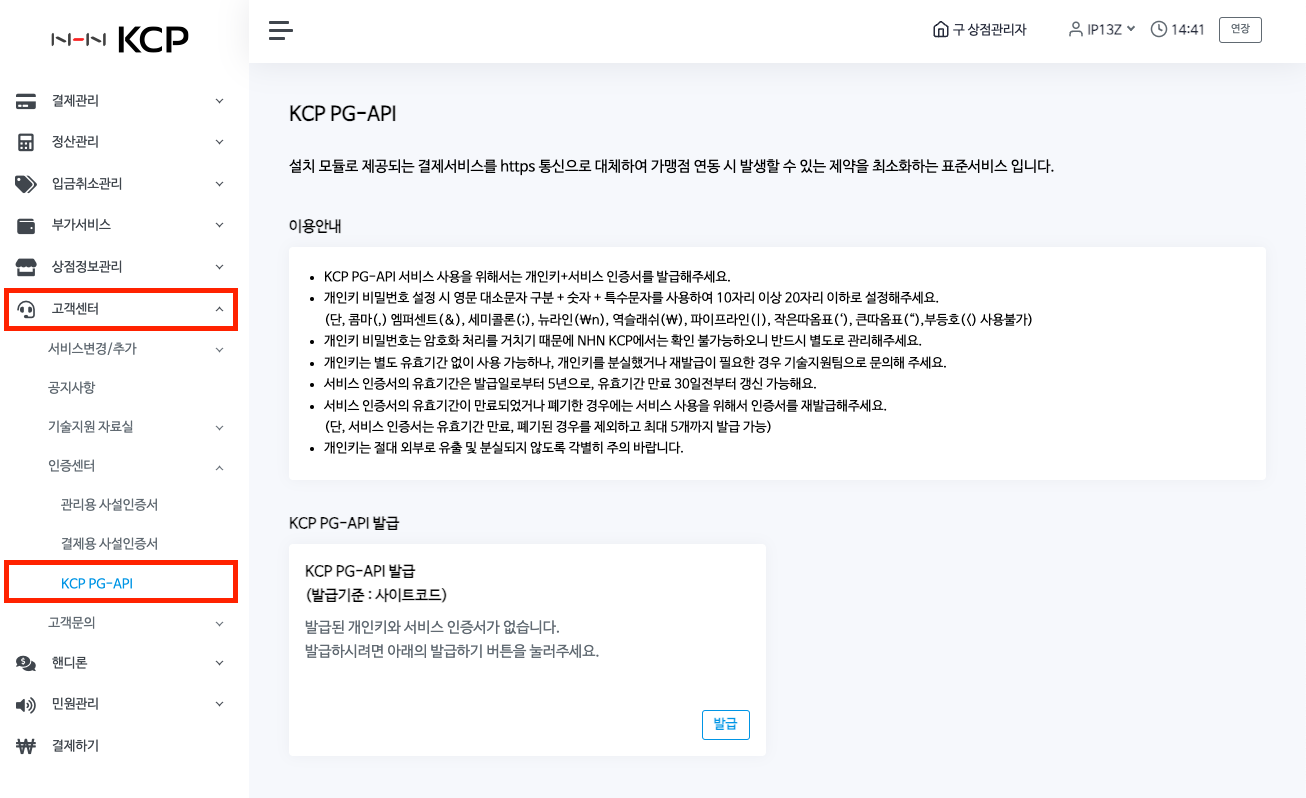 NHN KCP
구 상점관리자
IP13Z
14:41
연장
결제관리
정산관리
입금취소관리
부가서비스
상점정보관리
고객센터
서비스변경/추가
공지사항
기술지원 자료실
인증센터
관리용 사설인증서
결제용 사설인증서
KCP PG-API
고객문의
핸디론
민원관리
결제하기
KCP PG-API
설치 모듈로 제공되는 결제서비스를 https 통신으로 대체하여 가맹점 연동 시 발생할 수 있는 제약을 최소화하는 표준서비스 입니다.
이용안내
• KCP PG-API 서비스 사용을 위해서는 개인키+서비스 인증서를 발급해주세요.
• 개인키 비밀번호 설정 시 영문 대소문자 구분 + 숫자 + 특수문자를 사용하여 10자리 이상 20자리 이하로 설정해주세요.
(단, 콤마(,) 엠퍼센트(&), 세미콜론(;), 뉴라인(₩n), 역슬래쉬(₩), 파이프라인(|), 작은따옴표(‘), 큰따옴표(“),부등호(〈) 사용불가)
• 개인키 비밀번호는 암호화 처리를 거치기 때문에 NHN KCP에서는 확인 불가능하오니 반드시 별도로 관리해주세요.
• 개인키는 별도 유효기간 없이 사용 가능하나, 개인키를 분실했거나 재발급이 필요한 경우 기술지원팀으로 문의해 주세요.
• 서비스 인증서의 유효기간은 발급일로부터 5년으로, 유효기간 만료 30일전부터 갱신 가능해요.
• 서비스 인증서의 유효기간이 만료되었거나 폐기한 경우에는 서비스 사용을 위해서 인증서를 재발급해주세요.
(단, 서비스 인증서는 유효기간 만료, 폐기된 경우를 제외하고 최대 5개까지 발급 가능)
• 개인키는 절대 외부로 유출 및 분실되지 않도록 각별히 주의 바랍니다.
KCP PG-API 발급
KCP PG-API 발급
(발급기준 : 사이트코드)
발급된 개인키와 서비스 인증서가 없습니다.
발급하시려면 아래의 발급하기 버튼을 눌러주세요.
발급